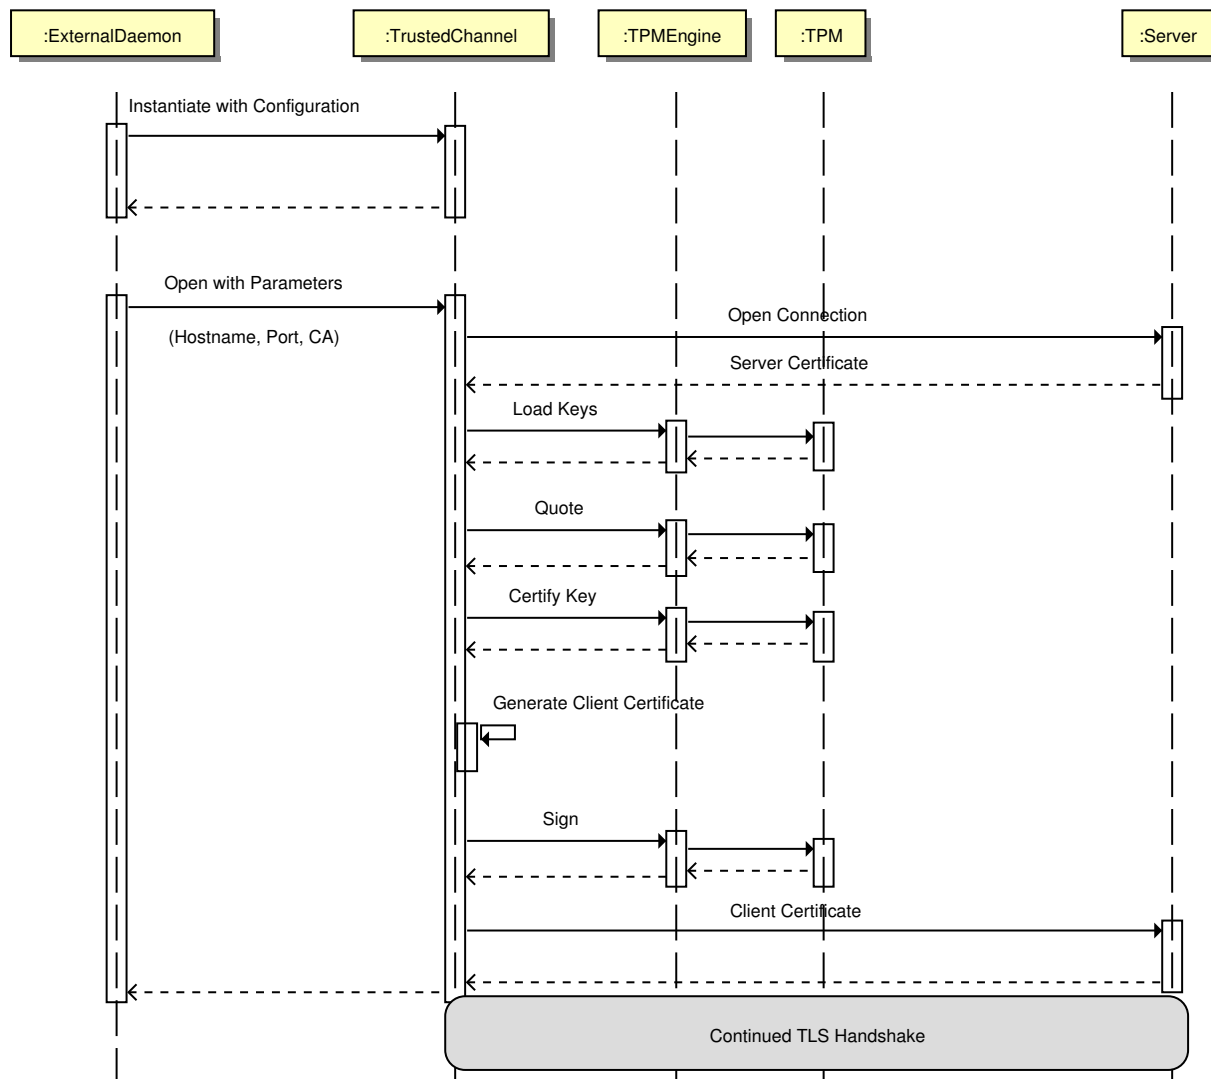 :ExternalDaemon
:TrustedChannel
:TPMEngine
:TPM
:Server
Instantiate with Configuration
Open with Parameters
(Hostname, Port, CA)
Open Connection
Server Certificate
Load Keys
Quote
Certify Key
Generate Client Certificate
Sign
Client Certificate
Continued TLS Handshake